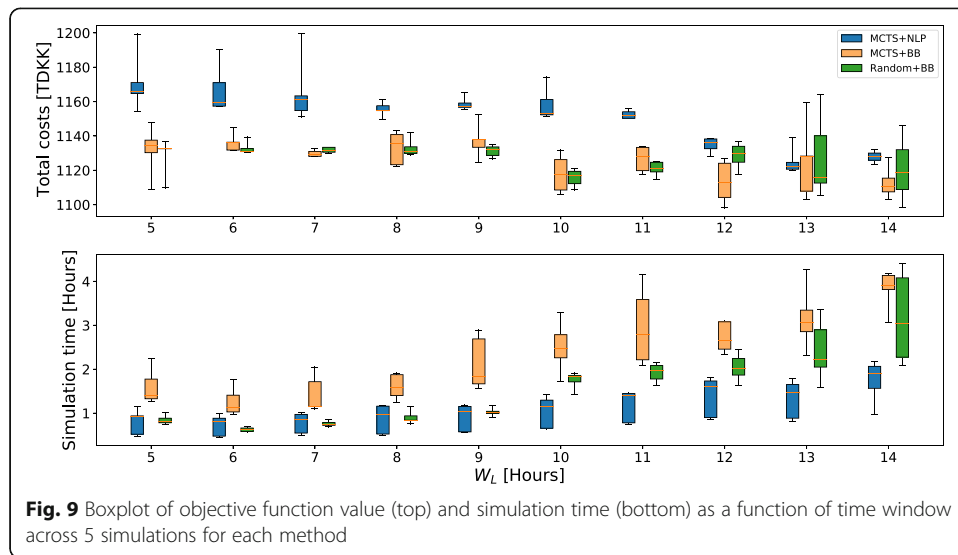 1200
1180
1160
1140
1120
1100
Total costs [TDKK]
MCTS+NLP
MCTS+BB
Random+BB
5 6 7 8 9 10 11 12 13 14
4
3
2
1
Simulation time [Hours]
5 6 7 8 9 10 11 12 13 14
W_L [Hours]
Fig. 9 Boxplot of objective function value (top) and simulation time (bottom) as a function of time window
across 5 simulations for each method